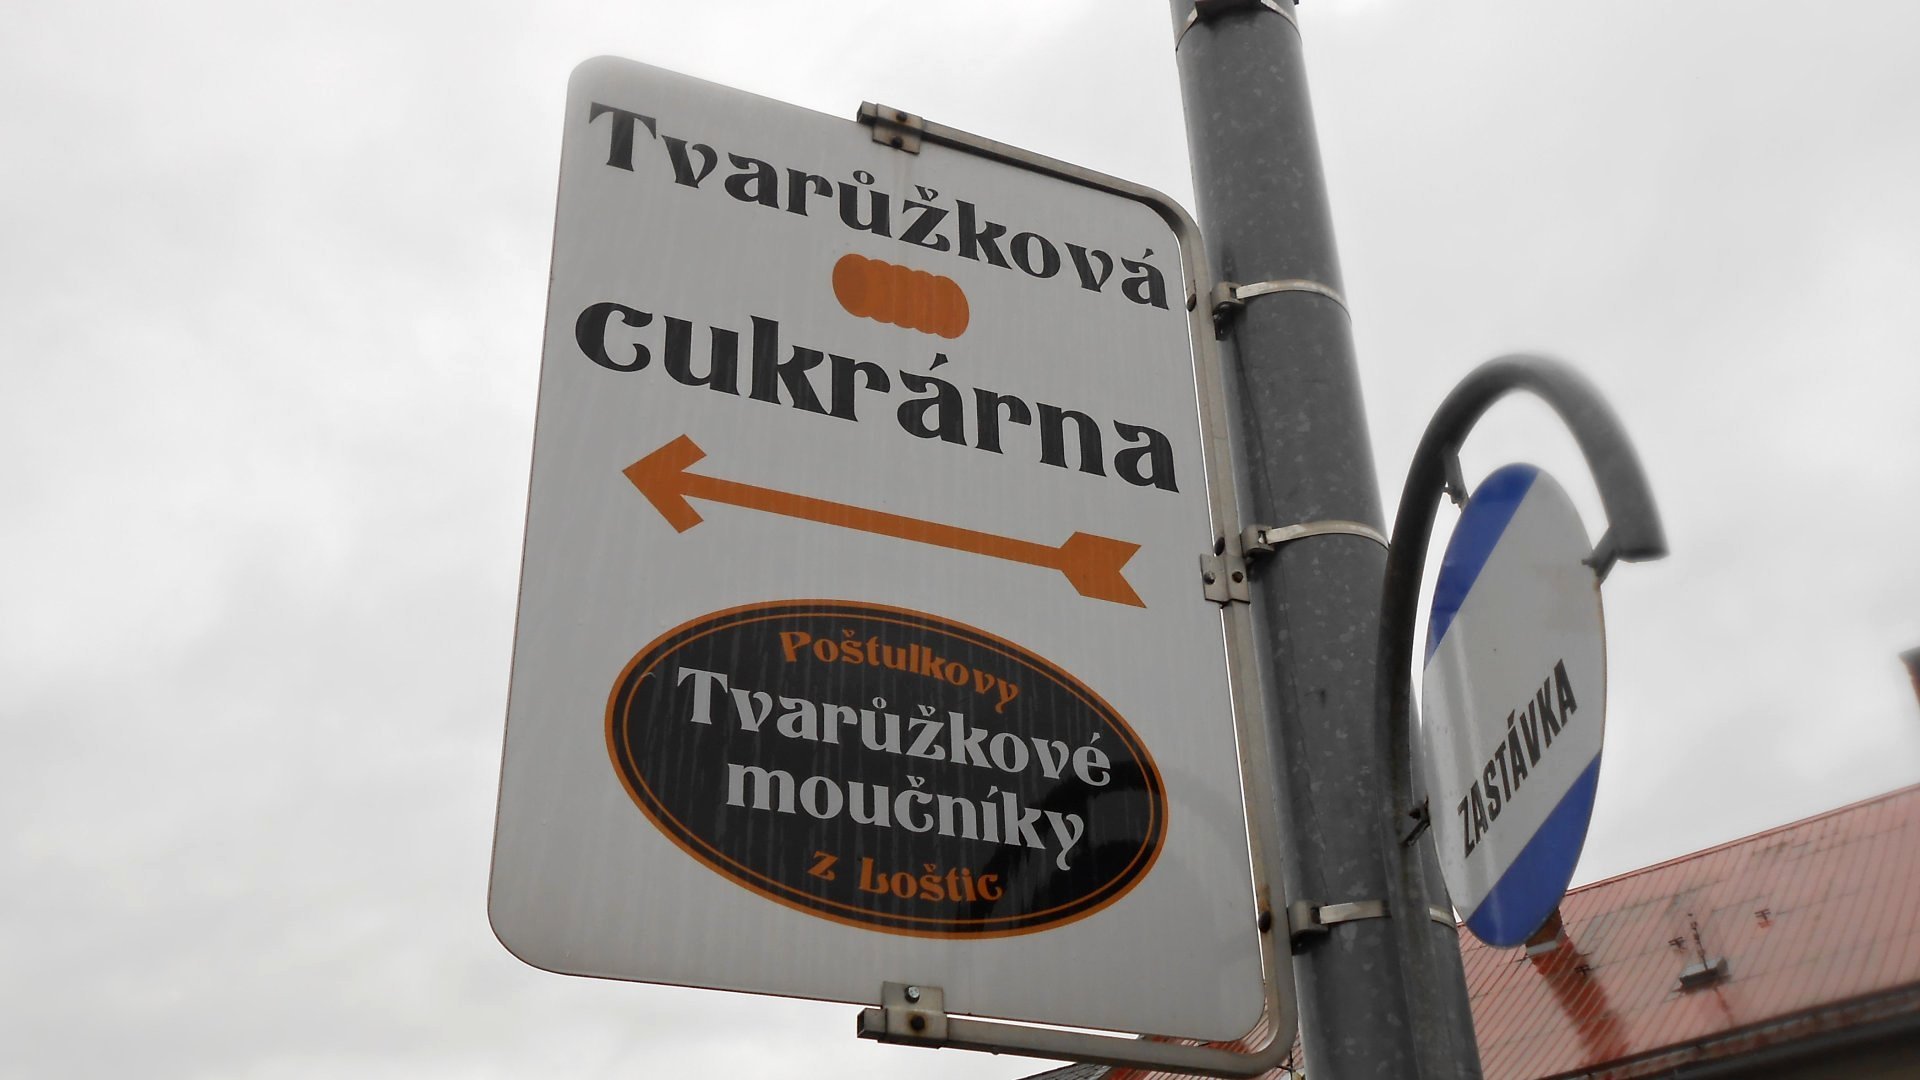 Tvarůžková
cukrárna
Poštulkovy
Tvarůžkové
moučníky
z Loštic
ZASTÁVKA